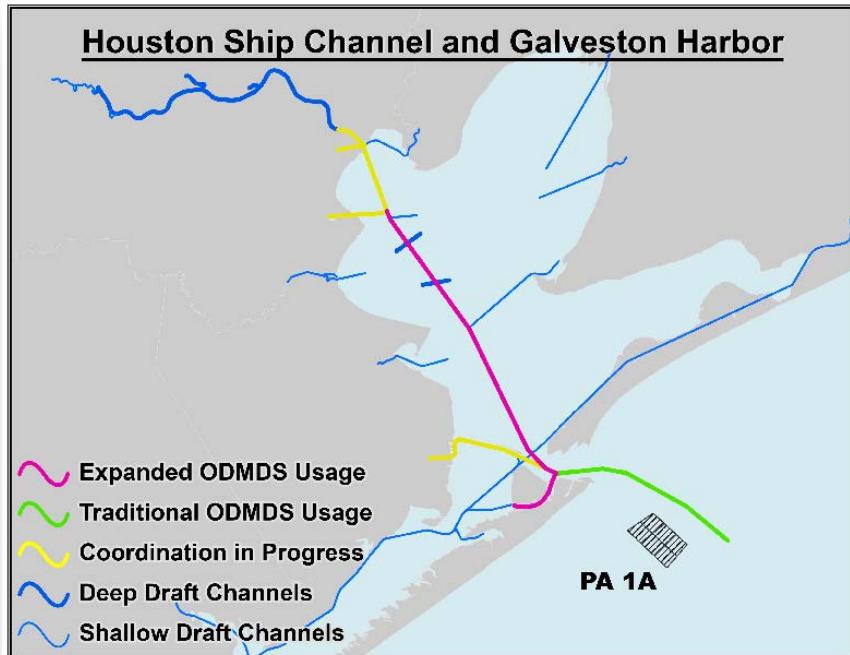 Houston Ship Channel and Galveston Harbor
Expanded ODMDS Usage
Traditional ODMDS Usage
Coordination in Progress
Deep Draft Channels
Shallow Draft Channels
PA 1A